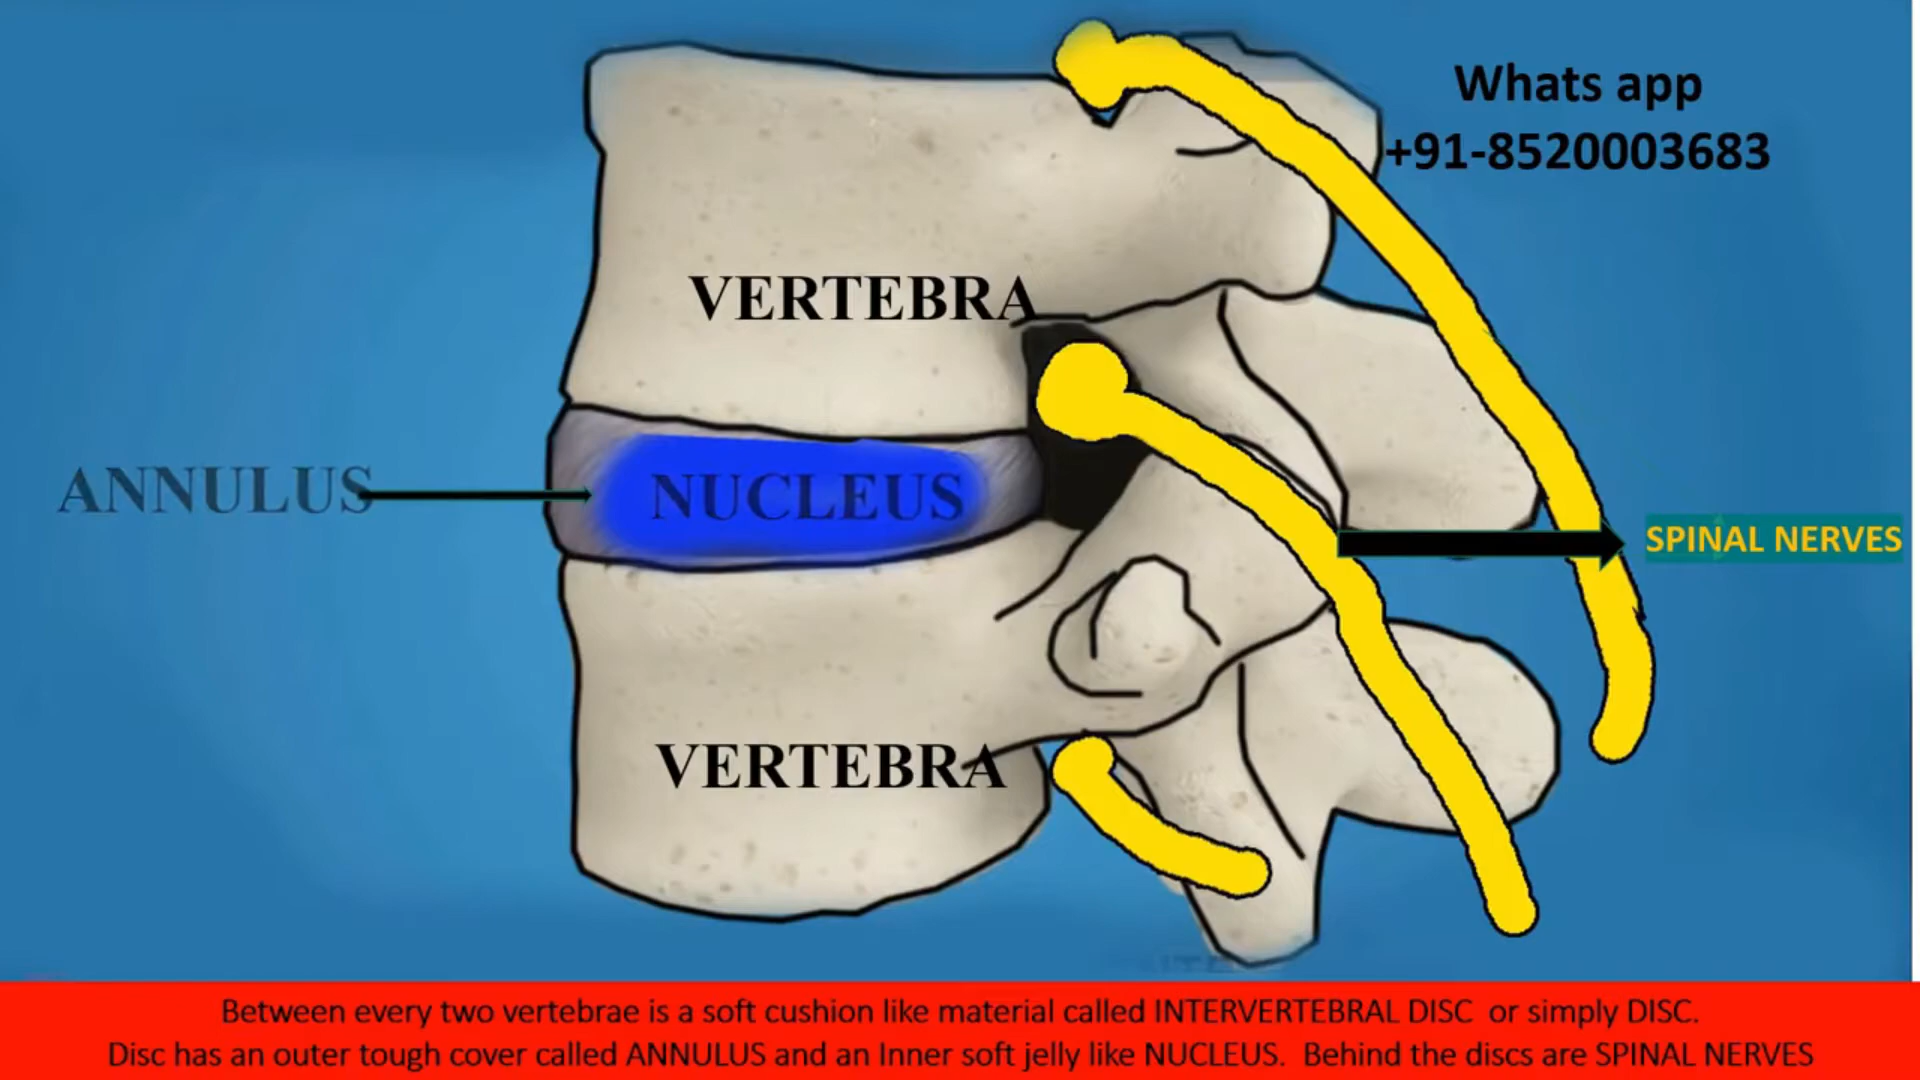 Whats app
+91-8520003683
VERTEBRA
ANNULUS
NUCLEUS
SPINAL NERVES
VERTEBRA
Between every two vertebrae is a soft cushion like material called INTERVERTEBRAL DISC or simply DISC.
Disc has an outer tough cover called ANNULUS and an Inner soft jelly like NUCLEUS. Behind the discs are SPINAL NERVES